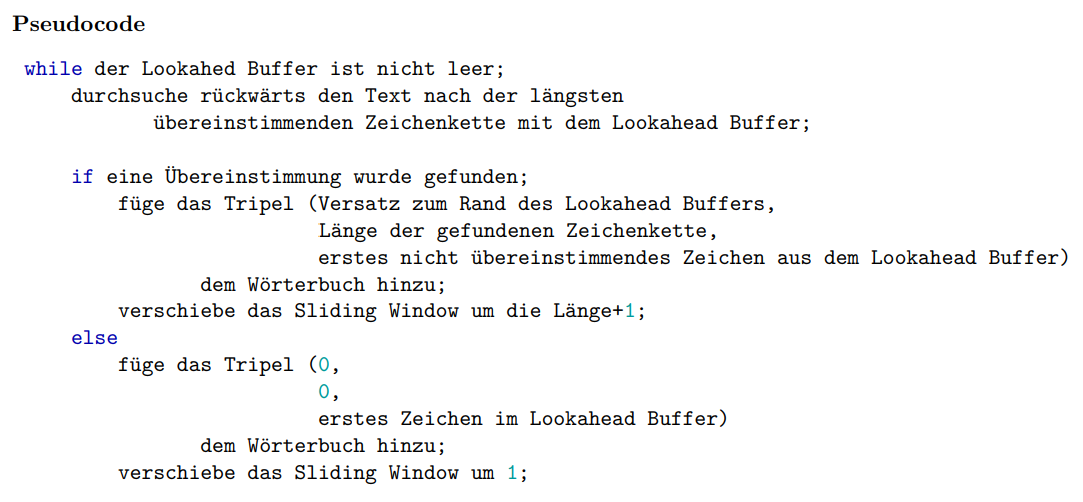 Pseudocode
while der Lookahed Buffer ist nicht leer;
durchsuche rückwärts den Text nach der längsten
übereinstimmenden Zeichenkette mit dem Lookahead Buffer;
if eine Übereinstimmung wurde gefunden;
füge das Tripel (Versatz zum Rand des Lookahead Buffers,
Länge der gefundenen Zeichenkette,
erstes nicht übereinstimmendes Zeichen aus dem Lookahead Buffer)
dem Wörterbuch hinzu;
verschiebe das Sliding Window um die Länge+1;
else
füge das Tripel (0,
0,
erstes Zeichen im Lookahead Buffer)
dem Wörterbuch hinzu;
verschiebe das Sliding Window um 1;